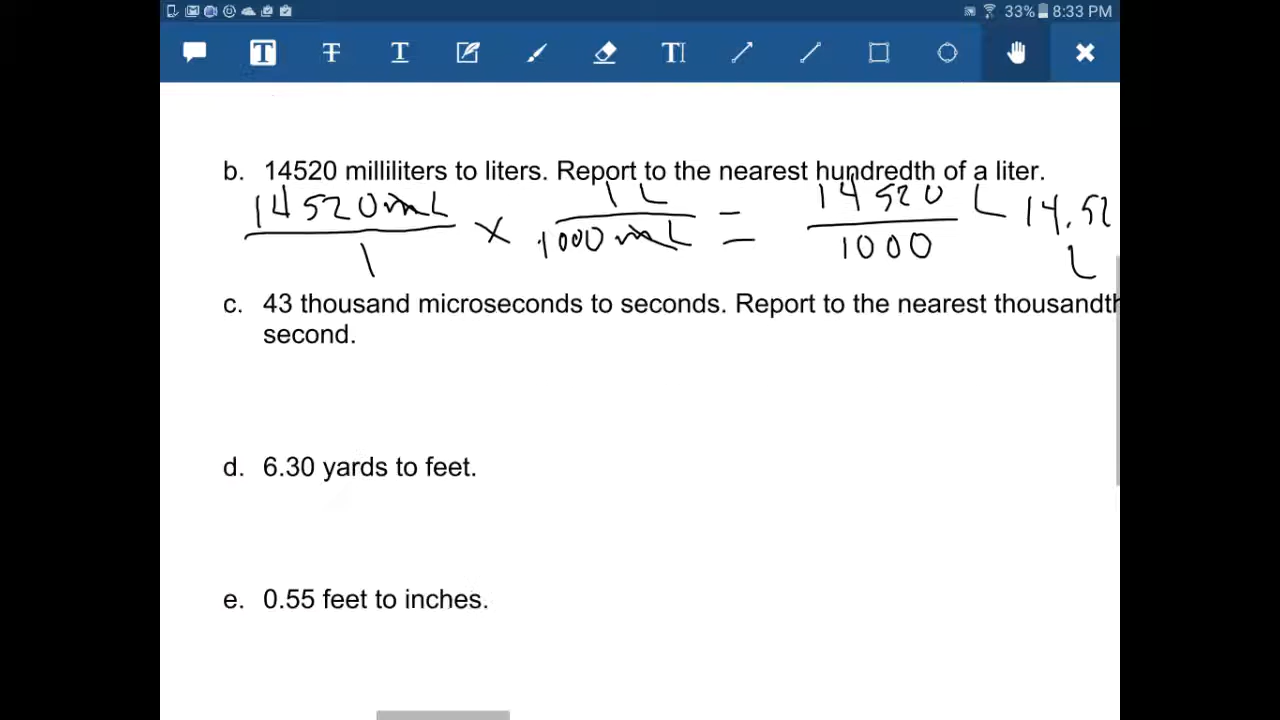 33% 8:33 PM
T T T TI
b. 14520 milliliters to liters. Report to the nearest hundredth of a liter.
14520mL 1 L 14520 L 14.52
1 × 1000 mL = 1000 L
c. 43 thousand microseconds to seconds. Report to the nearest thousandth
second.
d. 6.30 yards to feet.
e. 0.55 feet to inches.